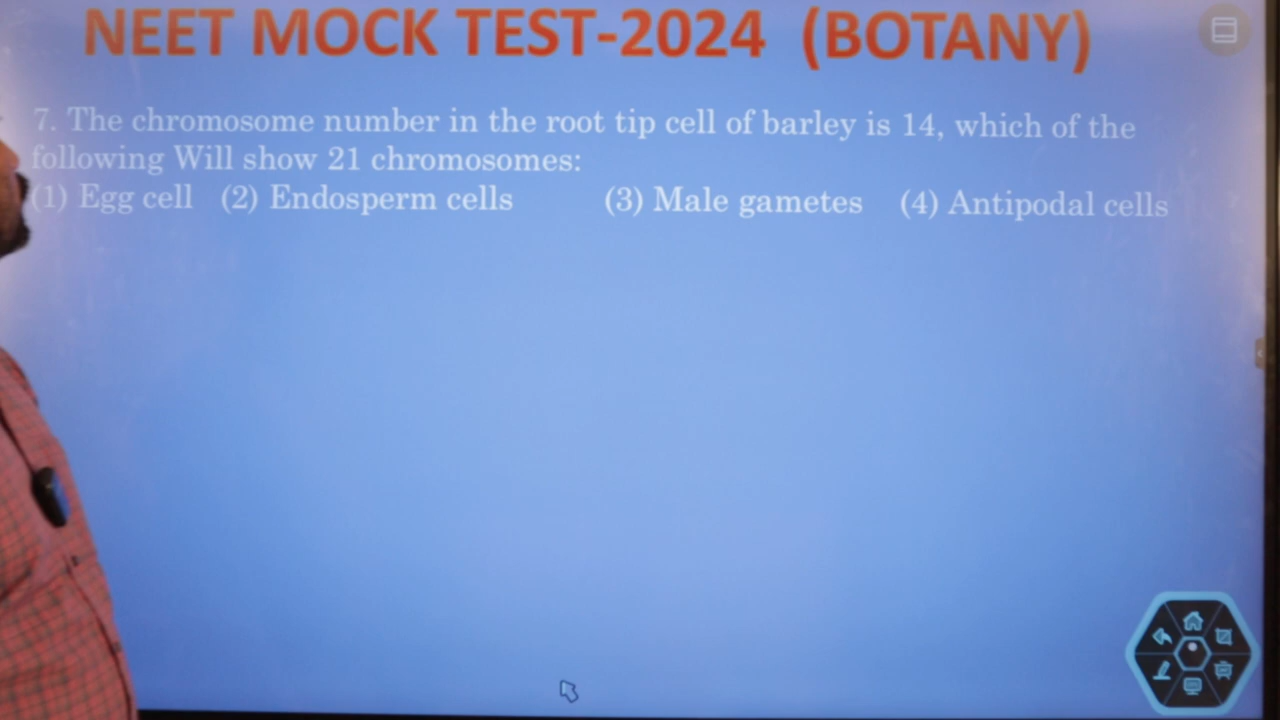 NEET MOCK TEST-2024 (BOTANY)
7. The chromosome number in the root tip cell of barley is 14, which of the
following Will show 21 chromosomes:
(1) Egg cell (2) Endosperm cells (3) Male gametes (4) Antipodal cells